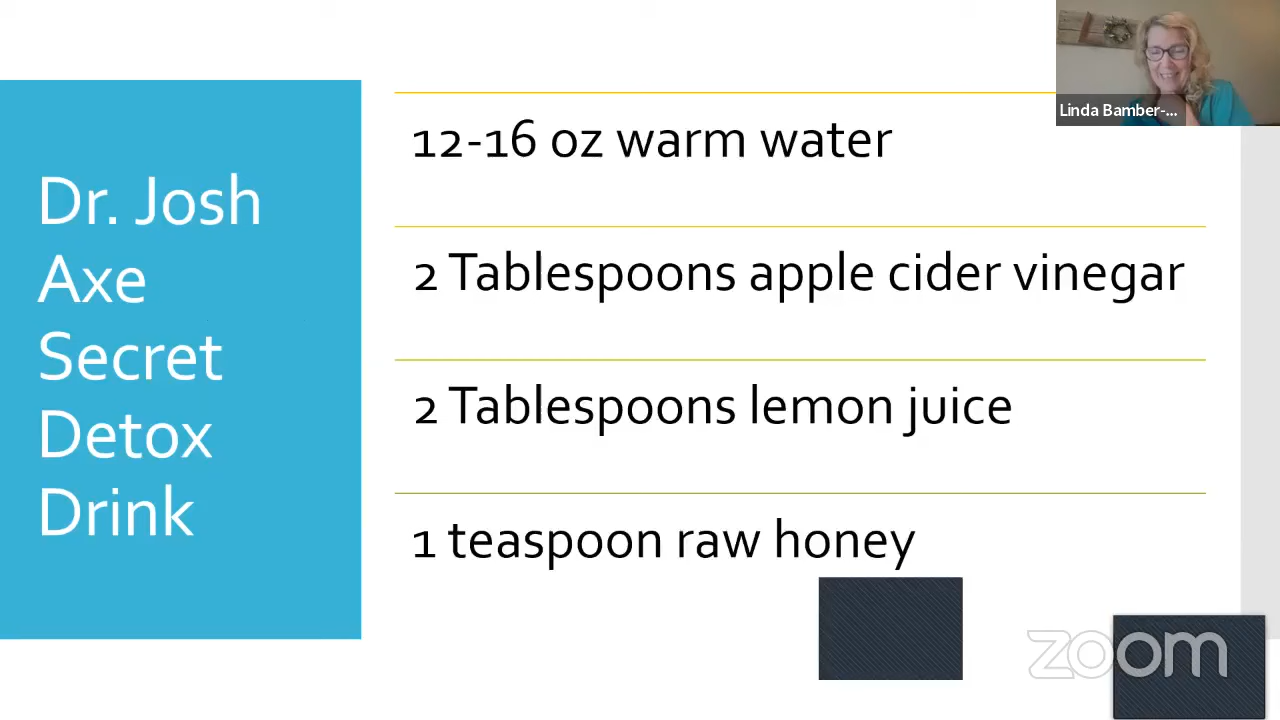 Dr. Josh
Axe
Secret
Detox
Drink
12-16 oz warm water
2 Tablespoons apple cider vinegar
2 Tablespoons lemon juice
1 teaspoon raw honey
Linda Bamber-...
zoom